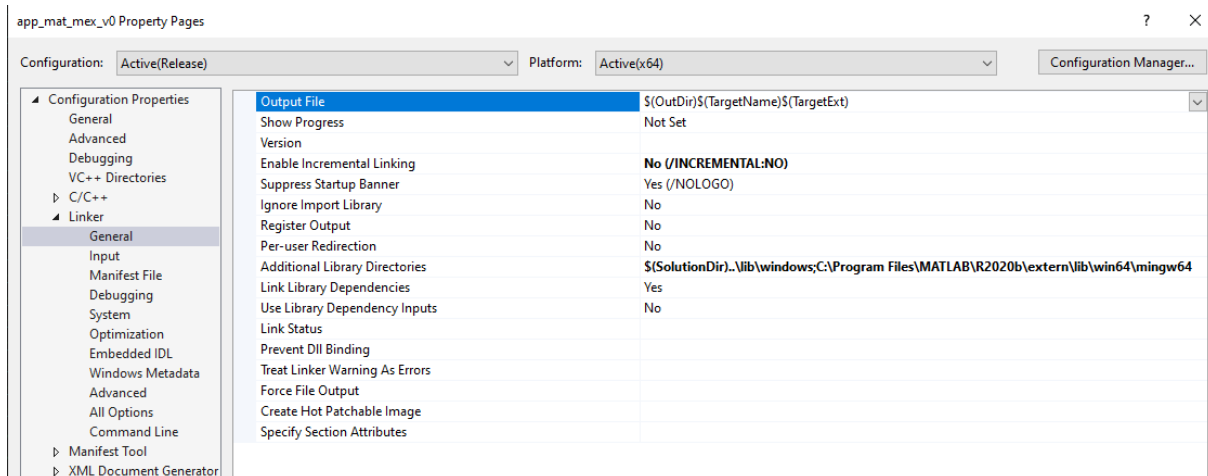 app_mat_mex_v0 Property Pages
? ×
Configuration: Active(Release) Platform: Active(x64) Configuration Manager...
Configuration Properties
General
Advanced
Debugging
VC++ Directories
C/C++
Linker
General
Input
Manifest File
Debugging
System
Optimization
Embedded IDL
Windows Metadata
Advanced
All Options
Command Line
Manifest Tool
XML Document Generator
Output File $(OutDir)$(TargetName)$(TargetExt)
Show Progress Not Set
Version
Enable Incremental Linking No (/INCREMENTAL:NO)
Suppress Startup Banner Yes (/NOLOGO)
Ignore Import Library No
Register Output No
Per-user Redirection No
Additional Library Directories $(SolutionDir)..\lib\windows;C:\Program Files\MATLAB\R2020b\extern\lib\win64\mingw64
Link Library Dependencies Yes
Use Library Dependency Inputs No
Link Status
Prevent Dll Binding
Treat Linker Warning As Errors
Force File Output
Create Hot Patchable Image
Specify Section Attributes